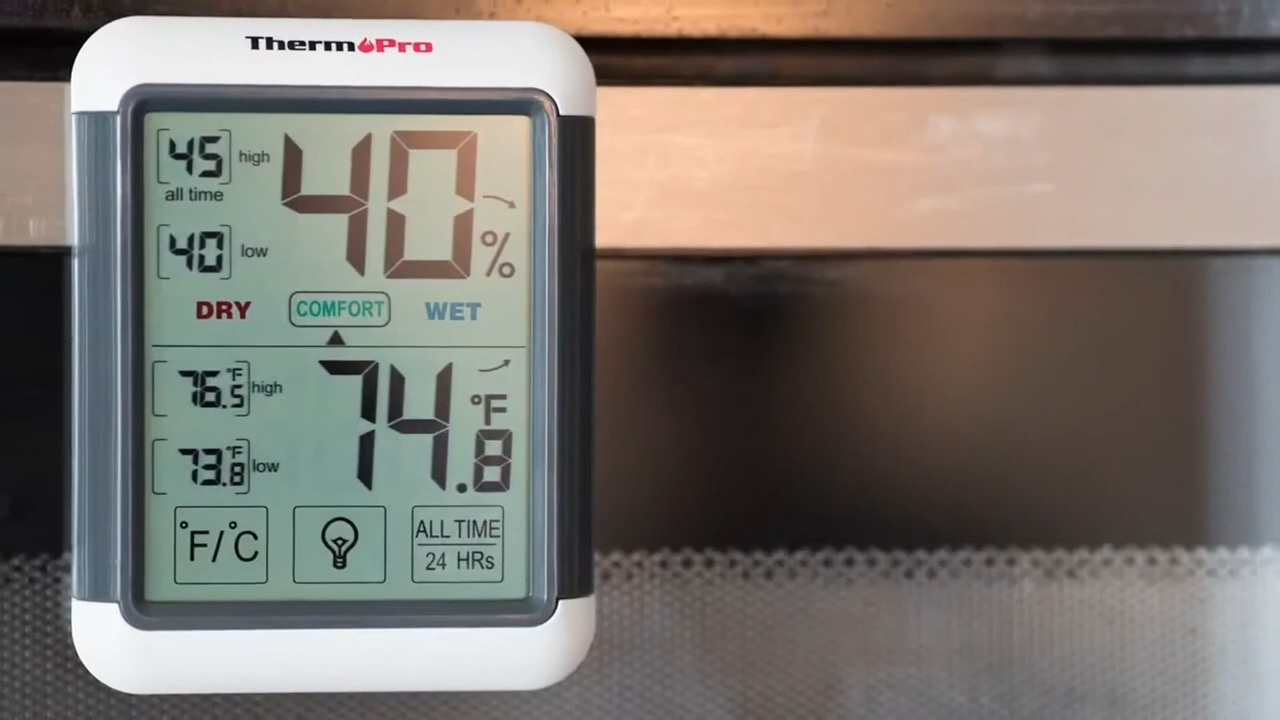 ThermoPro
45 high
all time
40
40 low
%
DRY COMFORT WET
76.5 °F high
74.8 °F
73.8 °F low
°F/°C
ALL TIME
24 HRs